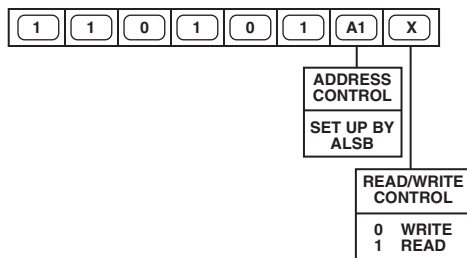 1 1 0 1 0 1 A1 X
ADDRESS
CONTROL
SET UP BY
ALSB
READ/WRITE
CONTROL
0 WRITE
1 READ